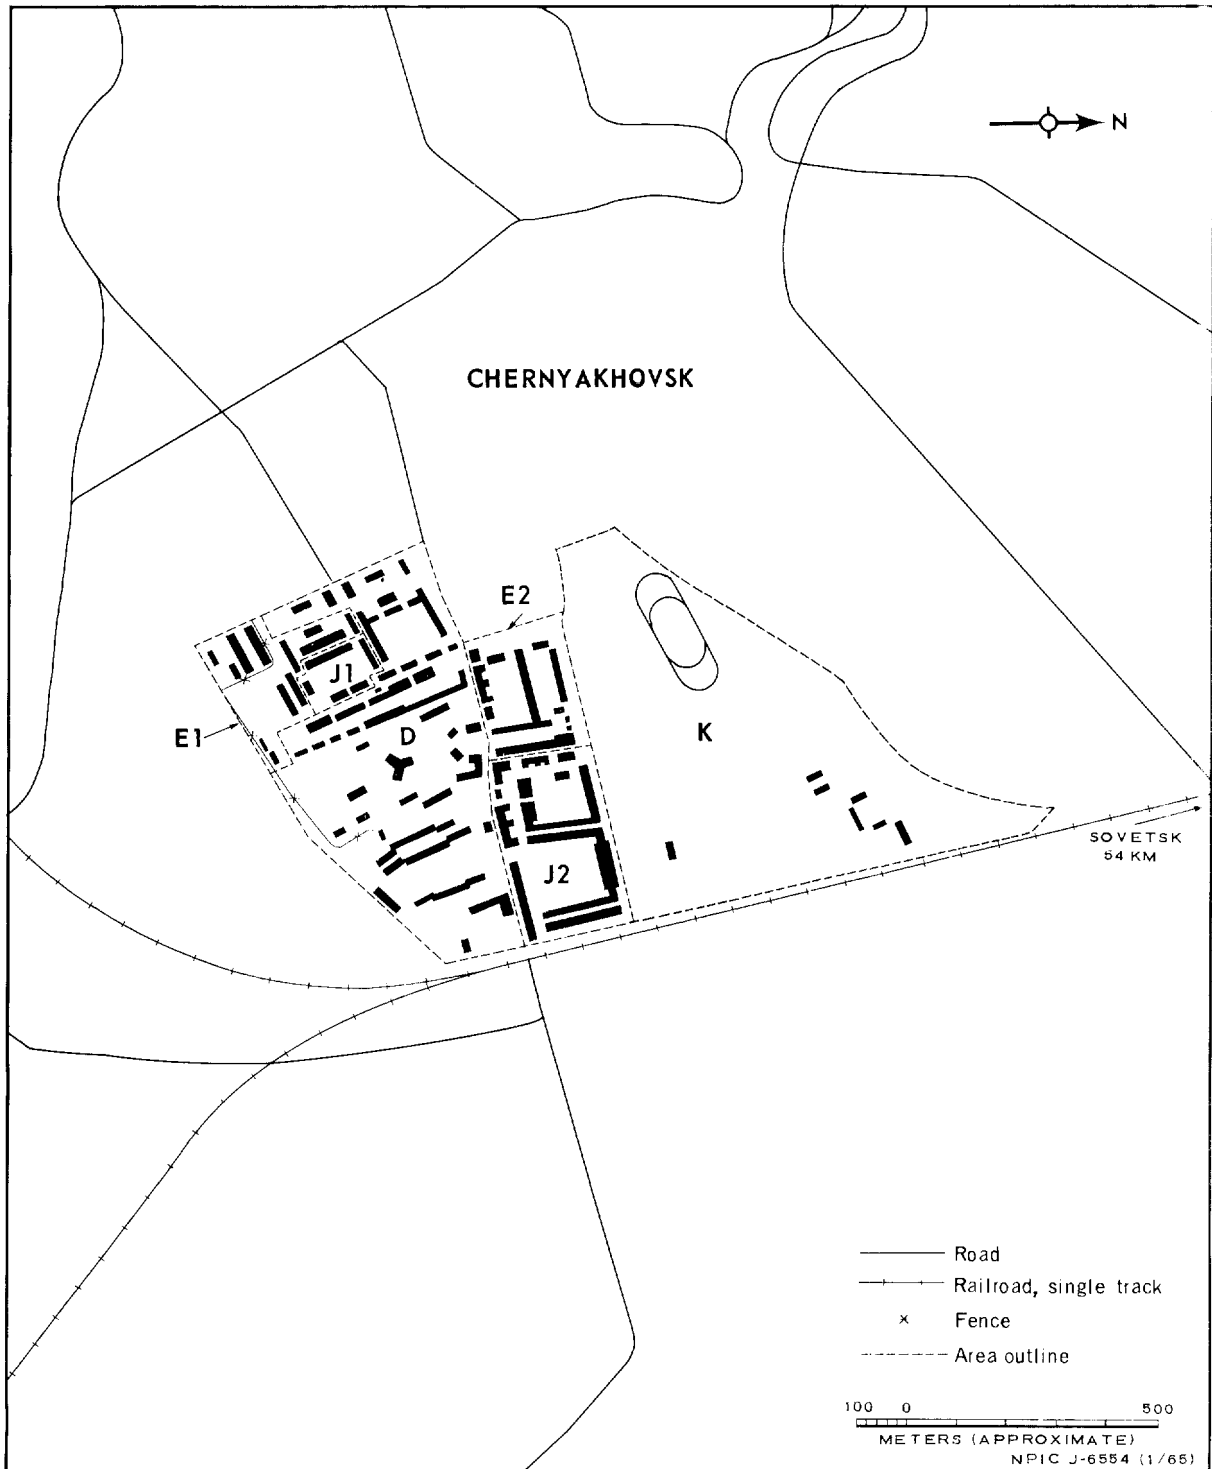 N
CHERNYAKHOVSK
E2
J1
E1
D
K
SOVETSK
54 KM
J2
Road
Railroad, single track
Fence
Area outline
100 0 500
METERS (APPROXIMATE)
NPIC J-6554 (1/65)